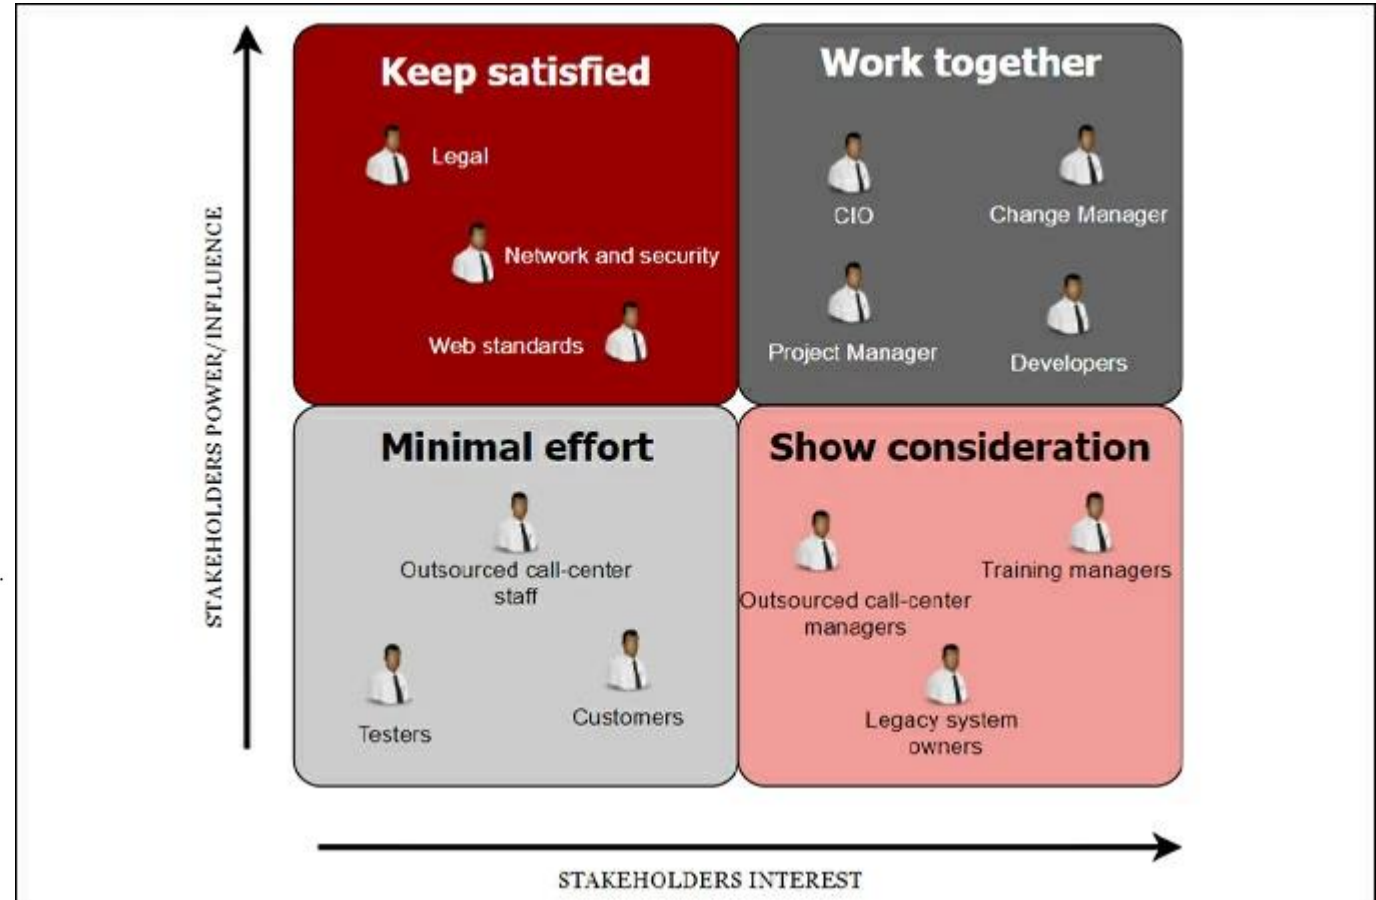 STAKEHOLDERS POWER/INFLUENCE
Keep satisfied
Legal
Network and security
Web standards
Work together
CIO
Change Manager
Project Manager
Developers
Minimal effort
Outsourced call-center
staff
Testers
Customers
Show consideration
Outsourced call-center
managers
Training managers
Legacy system
owners
STAKEHOLDERS INTEREST